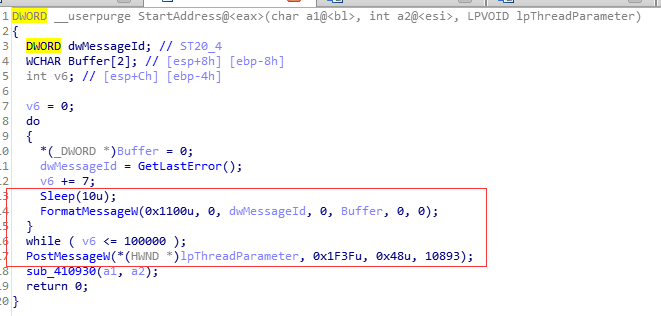 1 DWORD __userpurge StartAddress@<eax>(char a1@<bl>, int a2@<esi>, LPVOID lpThreadParameter)
2 {
3 DWORD dwMessageId; // ST20_4
4 WCHAR Buffer[2]; // [esp+8h] [ebp-8h]
5 int v6; // [esp+Ch] [ebp-4h]
6
7 v6 = 0;
8 do
9 {
10 *(_DWORD *)Buffer = 0;
11 dwMessageId = GetLastError();
12 v6 += 7;
13 Sleep(10u);
14 FormatMessageW(0x1100u, 0, dwMessageId, 0, Buffer, 0, 0);
15 }
16 while ( v6 <= 100000 );
17 PostMessageW(*(HWND *)lpThreadParameter, 0x1F3Fu, 0x48u, 10893);
18 sub_410930(a1, a2);
19 return 0;
20 }